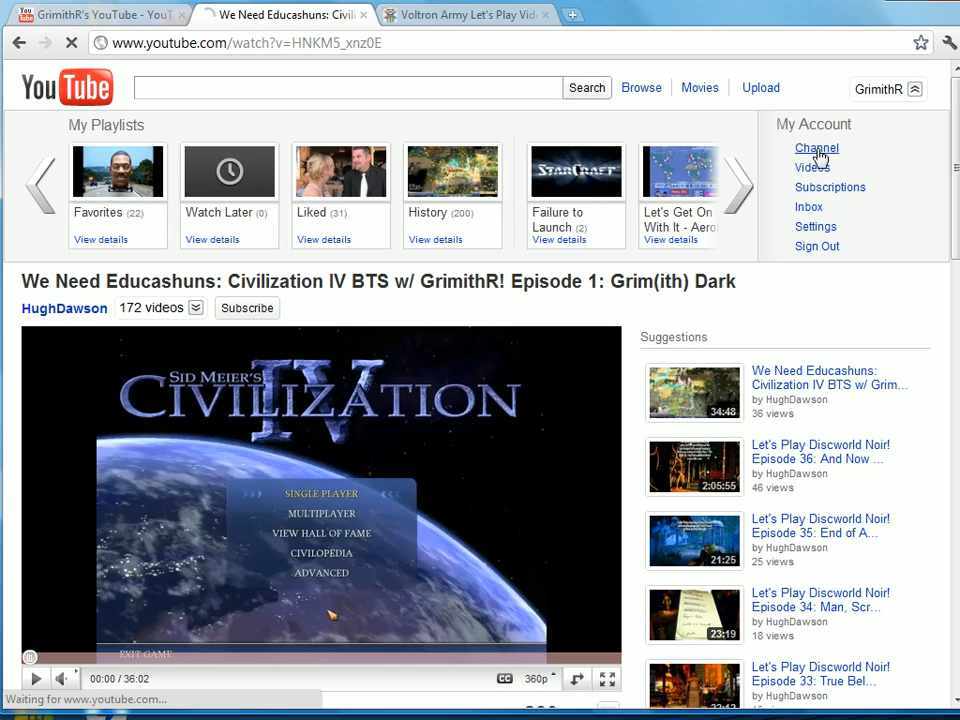 GrimithR's YouTube - YouT
We Need Educashuns: Civili
Voltron Army Let's Play Vide
www.youtube.com/watch?v=HNKM5_xnz0E
YouTube
Search
Browse
Movies
Upload
GrimithR
My Playlists
My Account
Channel
Videos
Subscriptions
Inbox
Settings
Sign Out
STARCRAFT
Favorites (22)
View details
Watch Later (0)
View details
Liked (31)
View details
History (200)
View details
Failure to
Launch (2)
View details
Let's Get On
With It - Aerob
View details
We Need Educashuns: Civilization IV BTS w/ GrimithR! Episode 1: Grim(ith) Dark
HughDawson
172 videos
Subscribe
SID MEIER'S
CIVILIZATION
IV
SINGLE PLAYER
MULTIPLAYER
VIEW HALL OF FAME
CIVILOPEDIA
ADVANCED
EXIT GAME
00:00 / 36:02
CC
360p
Suggestions
We Need Educashuns:
Civilization IV BTS w/ Grim...
by HughDawson
36 views
34:48
Let's Play Discworld Noir!
Episode 36: And Now ...
by HughDawson
46 views
2:05:55
Let's Play Discworld Noir!
Episode 35: End of A...
by HughDawson
25 views
21:25
Let's Play Discworld Noir!
Episode 34: Man, Scr...
by HughDawson
18 views
23:19
Let's Play Discworld Noir!
Episode 33: True Bel...
by HughDawson
Waiting for www.youtube.com...